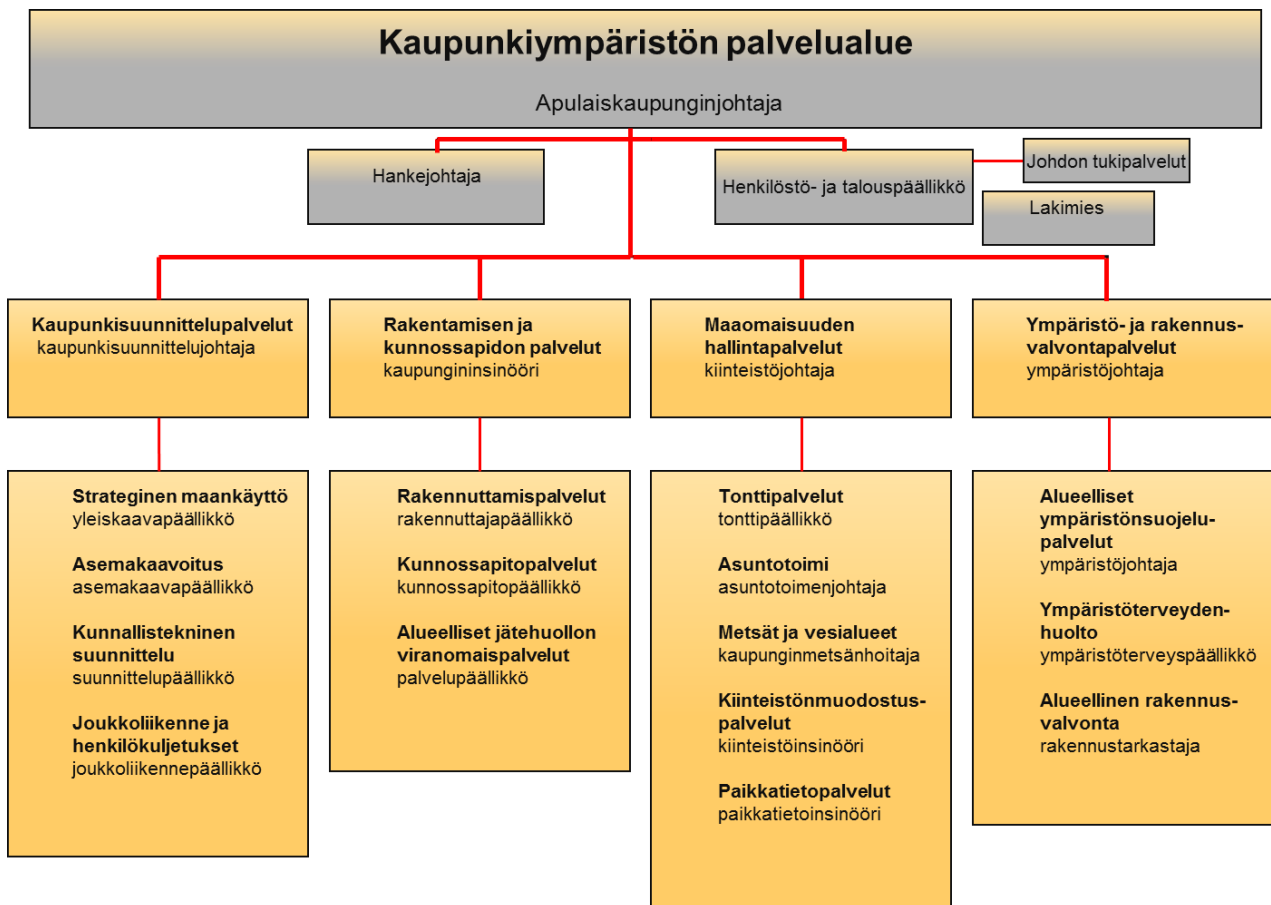 Kaupunkiympäristön palvelualue
Apulaiskaupunginjohtaja
Hankejohtaja
Henkilöstö- ja talouspäällikkö
Johdon tukipalvelut
Lakimies
Kaupunkisuunnittelupalvelut
kaupunkisuunnittelujohtaja
Rakentamisen ja
kunnossapidon palvelut
kaupungininsinööri
Maaomaisuuden
hallintapalvelut
kiinteistöjohtaja
Ympäristö- ja rakennus-
valvontapalvelut
ympäristöjohtaja
Strateginen maankäyttö
yleiskaavapäällikkö
Asemakaavoitus
asemakaavapäällikkö
Kunnallistekninen
suunnittelu
suunnittelupäällikkö
Joukkoliikenne ja
henkilökuljetukset
joukkoliikennepäällikkö
Rakennuttamispalvelut
rakennuttajapäällikkö
Kunnossapitopalvelut
kunnossapitopäällikkö
Alueelliset jätehuollon
viranomaispalvelut
palvelupäällikkö
Tonttipalvelut
tonttipäällikkö
Asuntotoimi
asuntotoimenjohtaja
Metsät ja vesialueet
kaupunginmetsänhoitaja
Kiinteistönmuodostus-
palvelut
kiinteistöinsinööri
Paikkatietopalvelut
paikkatietoinsinööri
Alueelliset
ympäristönsuojelu-
palvelut
ympäristöjohtaja
Ympäristöterveyden-
huolto
ympäristöterveyspäällikkö
Alueellinen rakennus-
valvonta
rakennustarkastaja